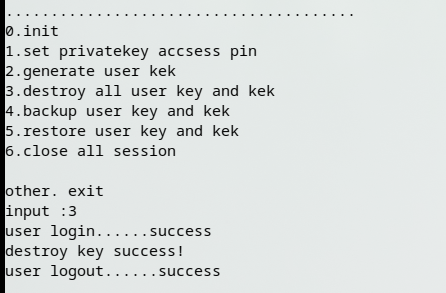 .......................................
0.init
1.set privatekey accsess pin
2.generate user kek
3.destroy all user key and kek
4.backup user key and kek
5.restore user key and kek
6.close all session
other. exit
input :3
user login......success
destroy key success!
user logout......success